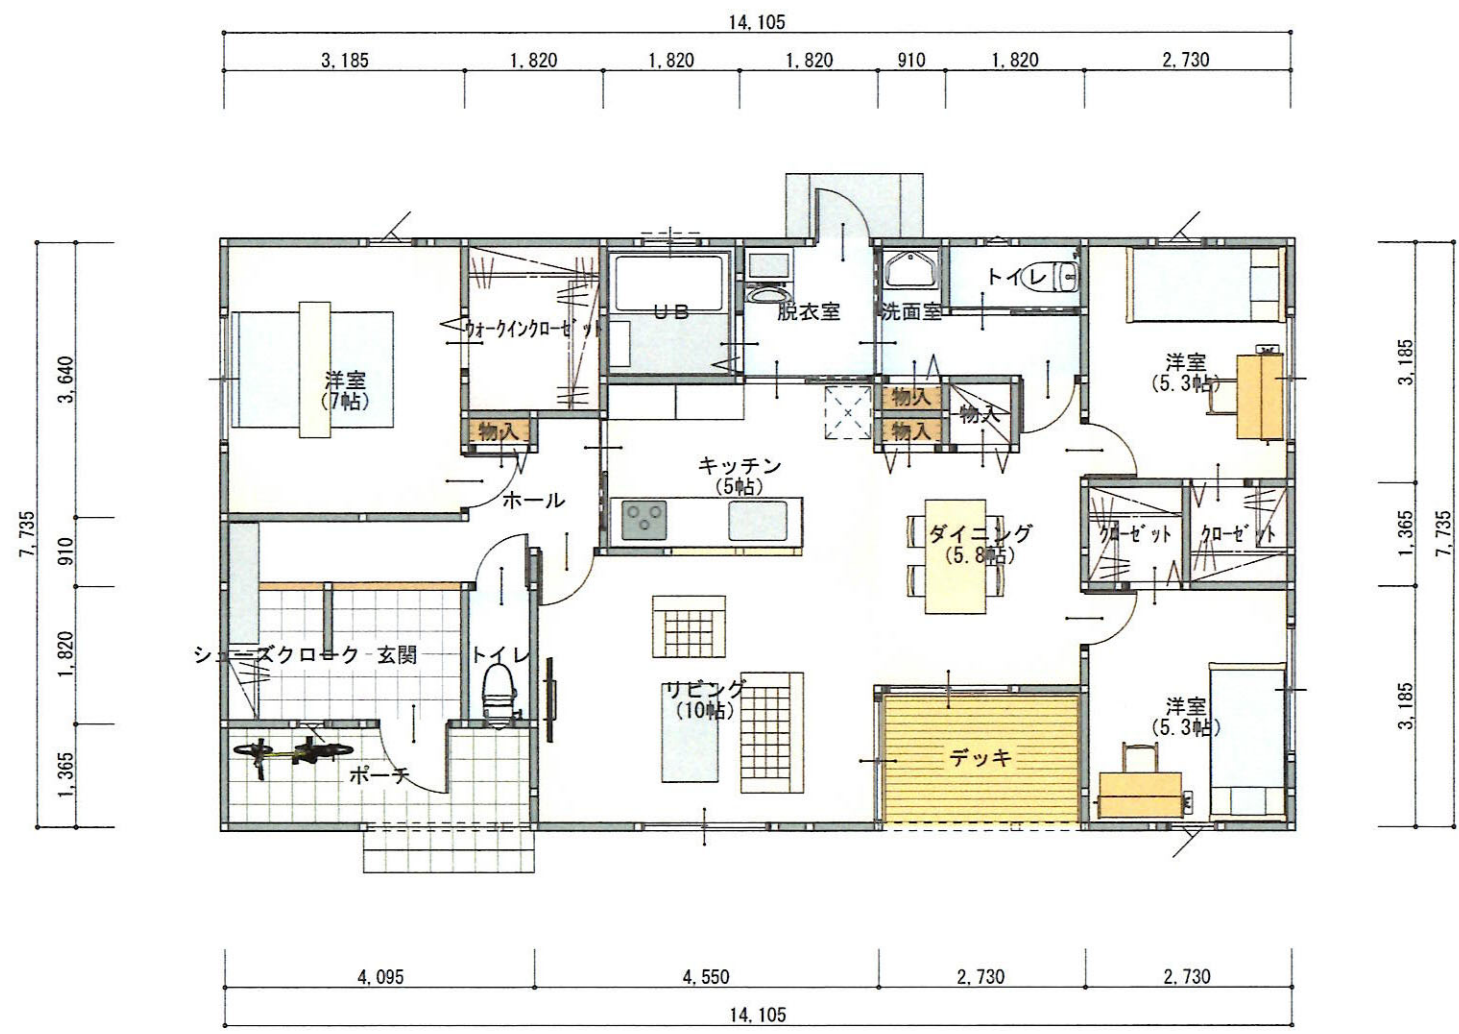 14,105
3,185
1,820
1,820
1,820
910
1,820
2,730
7,735
3,640
910
1,820
1,365
3,185
1,365
3,185
7,735
洋室
(7帖)
ウォークインクローゼット
UB
脱衣室
洗面室
トイレ
洋室
(5.3帖)
物入
物入
物入
物入
ホール
キッチン
(5帖)
ダイニング
(5.8帖)
クローゼット
クローゼット
シューズクローク
玄関
トイレ
リビング
(10帖)
洋室
(5.3帖)
デッキ
ポーチ
4,095
4,550
2,730
2,730
14,105